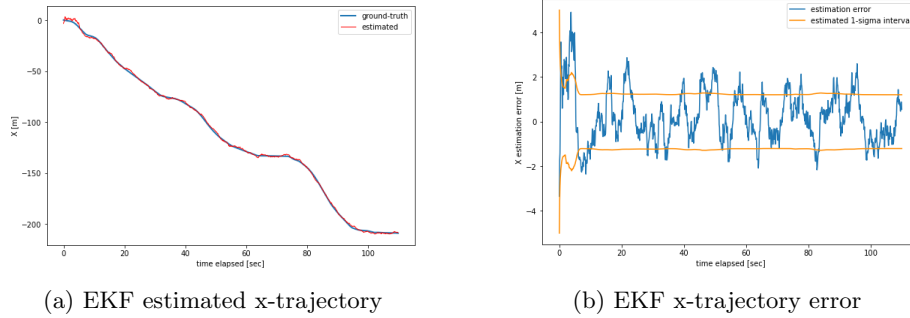 ground-truth
estimated
0
−50
−100
−150
−200
X [m]
0 20 40 60 80 100
time elapsed [sec]
(a) EKF estimated x-trajectory
estimation error
estimated 1-sigma interval
4
2
0
−2
−4
X estimation error [m]
0 20 40 60 80 100
time elapsed [sec]
(b) EKF x-trajectory error